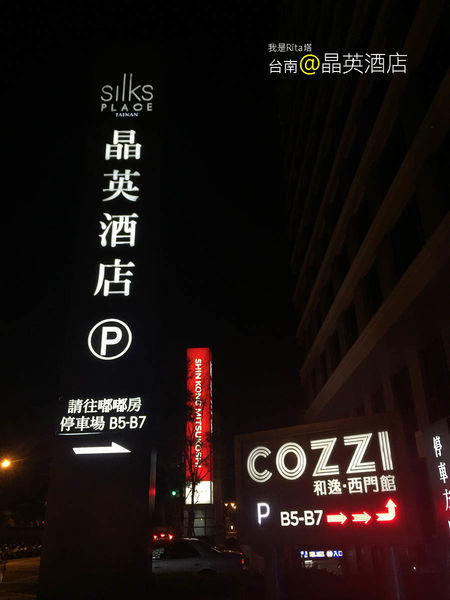 我是Rita塔
台南@晶英酒店
silks
PLACE
TAINAN
晶英酒店
P
請往嘟嘟房
停車場 B5-B7
SHIN KONG MITSUKOSHI
COZZI
和逸·西門館
P B5-B7
停車